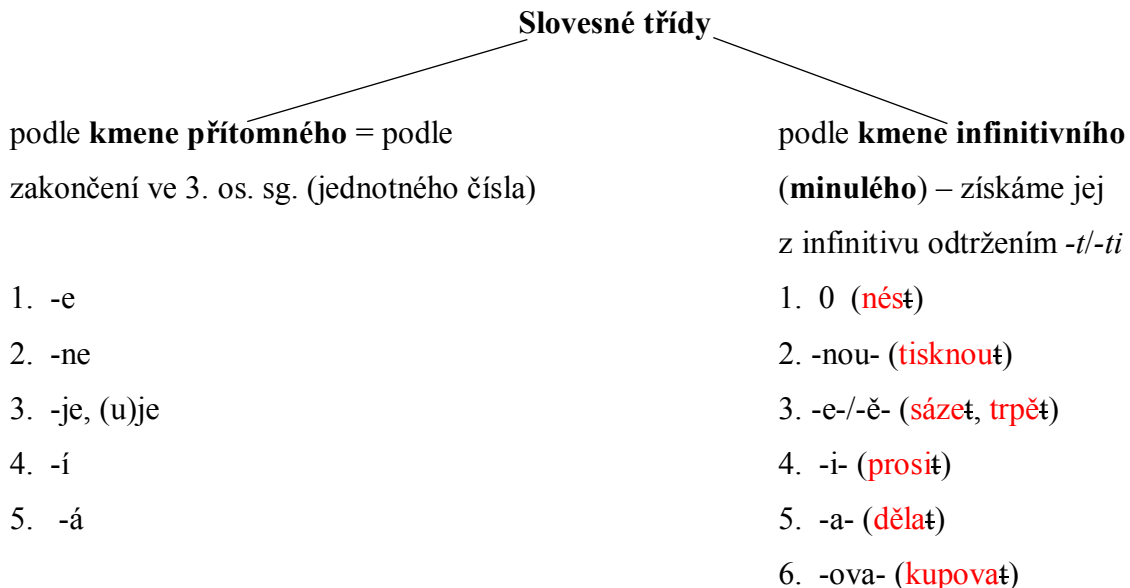 Slovesné třídy
podle kmene přítomného = podle
zakončení ve 3. os. sg. (jednotného čísla)
1. -e
2. -ne
3. -je, (u)je
4. -í
5. -á
podle kmene infinitivního
(minulého) – získáme jej
z infinitivu odtržením -t/-ti
1. 0 (nést)
2. -nou- (tisknout)
3. -e-/-ě- (sázet, trpět)
4. -i- (prosit)
5. -a- (dělat)
6. -ova- (kupovat)